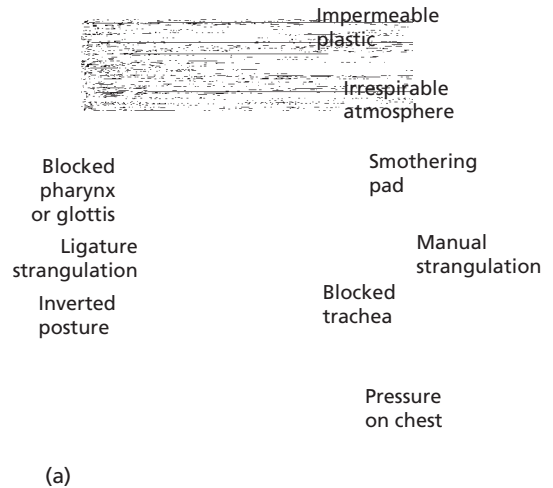 Impermeable
plastic
Irrespirable
atmosphere
Blocked
pharynx
or glottis
Smothering
pad
Ligature
strangulation
Manual
strangulation
Inverted
posture
Blocked
trachea
Pressure
on chest
(a)